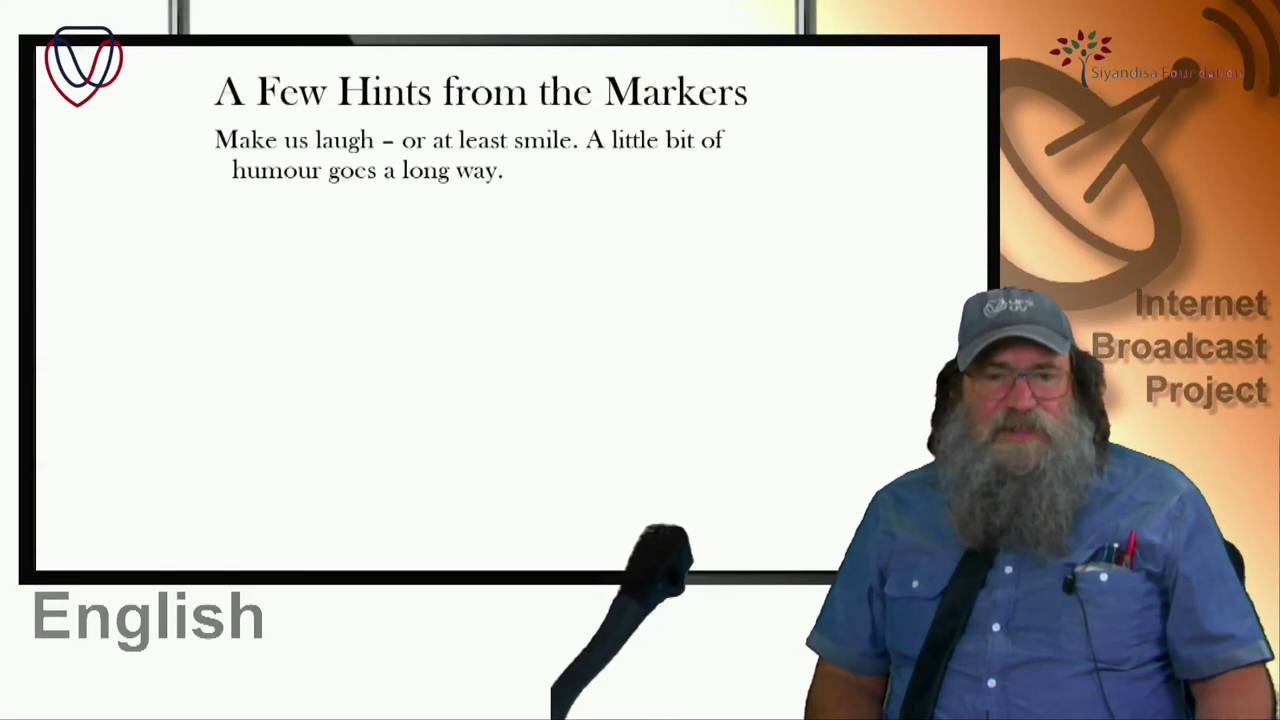 A Few Hints from the Markers
Make us laugh – or at least smile. A little bit of
humour goes a long way.
Siyandisa Foundation
Internet
Broadcast
Project
English